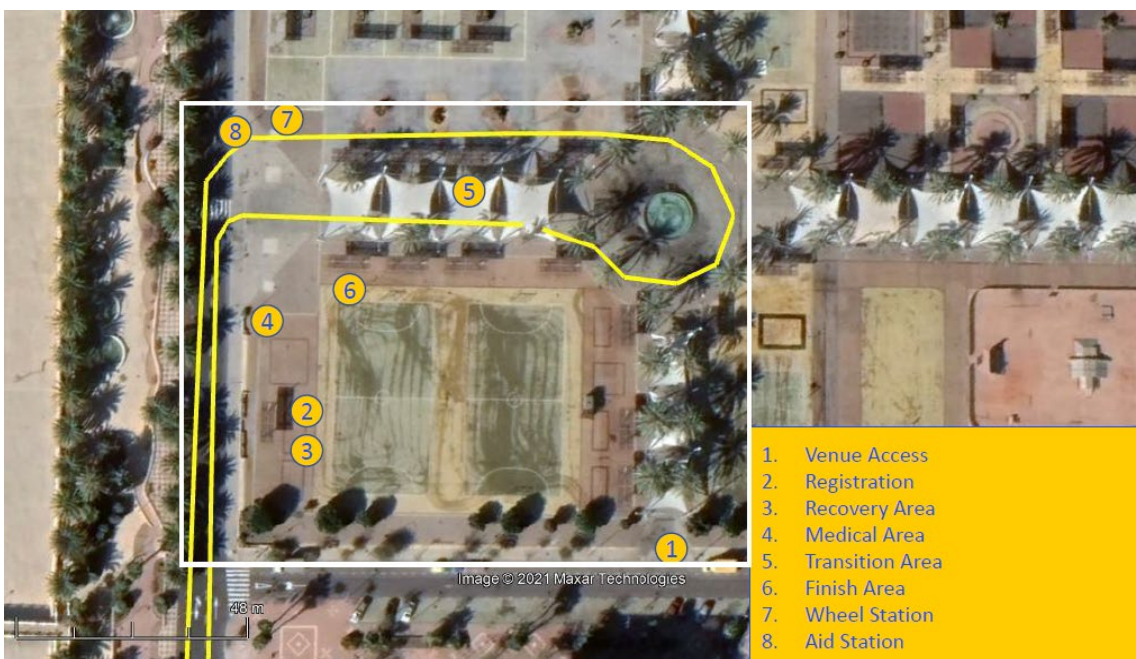 7
8
5
6
4
2
3
1
Image © 2021 Maxar Technologies
48 m
1. Venue Access
2. Registration
3. Recovery Area
4. Medical Area
5. Transition Area
6. Finish Area
7. Wheel Station
8. Aid Station